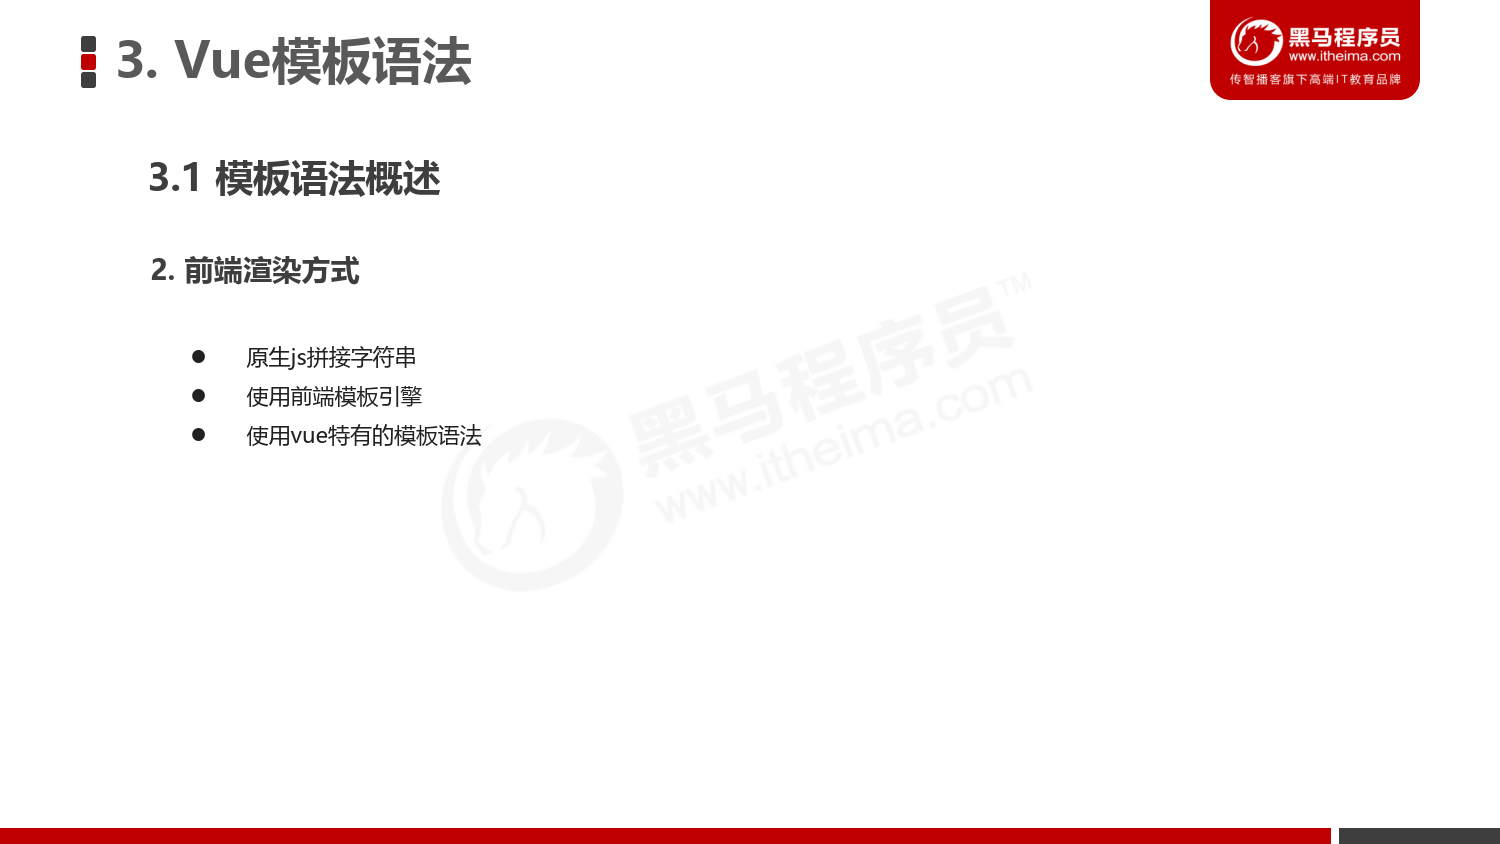 3. Vue模板语法
黑马程序员
www.itheima.com
传智播客旗下高端IT教育品牌
3.1 模板语法概述
2. 前端渲染方式
● 原生js拼接字符串
● 使用前端模板引擎
● 使用vue特有的模板语法
黑马程序员™
www.itheima.com